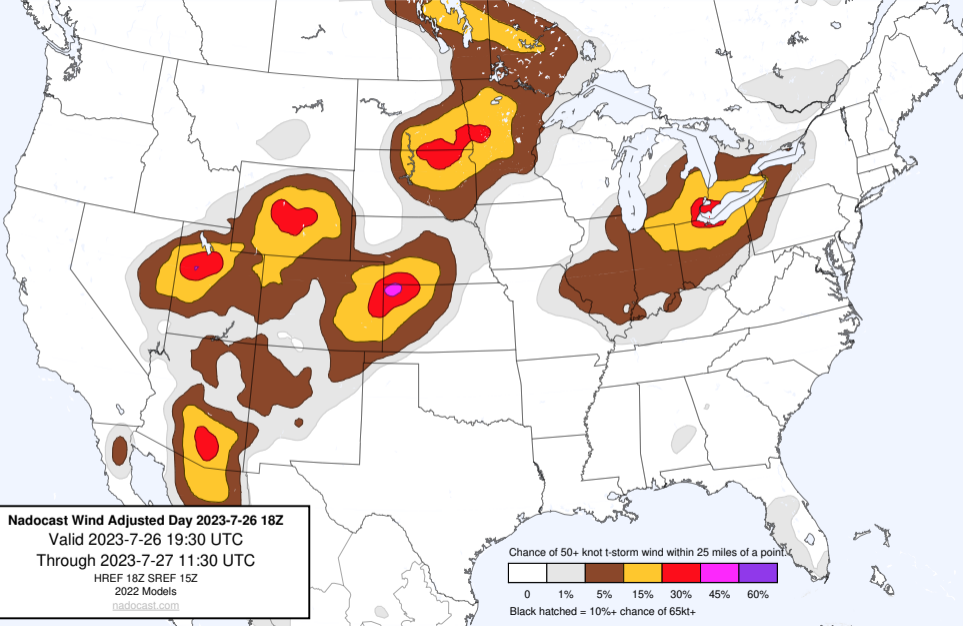 Nadocast Wind Adjusted Day 2023-7-26 18Z
Valid 2023-7-26 19:30 UTC
Through 2023-7-27 11:30 UTC
HREF 18Z SREF 15Z
2022 Models
nadocast.com
Chance of 50+ knot t-storm wind within 25 miles of a point.
0 1% 5% 15% 30% 45% 60%
Black hatched = 10%+ chance of 65kt+